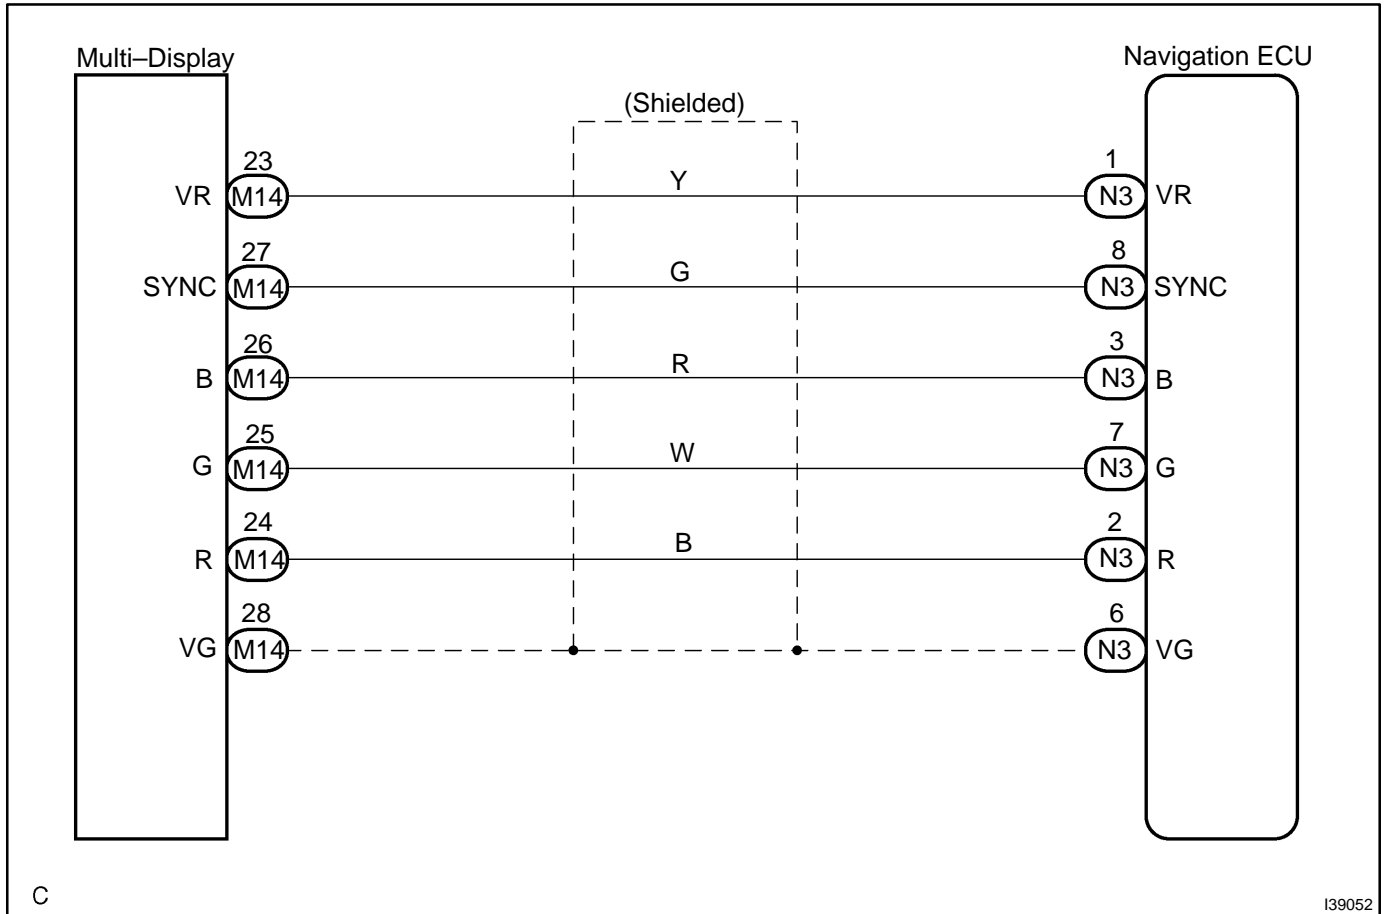 Multi–Display
Navigation ECU
(Shielded)
23
1
VR M14 Y N3 VR
27
8
SYNC M14 G N3 SYNC
26
3
B M14 R N3 B
25
7
G M14 W N3 G
24
2
R M14 B N3 R
28
6
VG M14 N3 VG
C
I39052